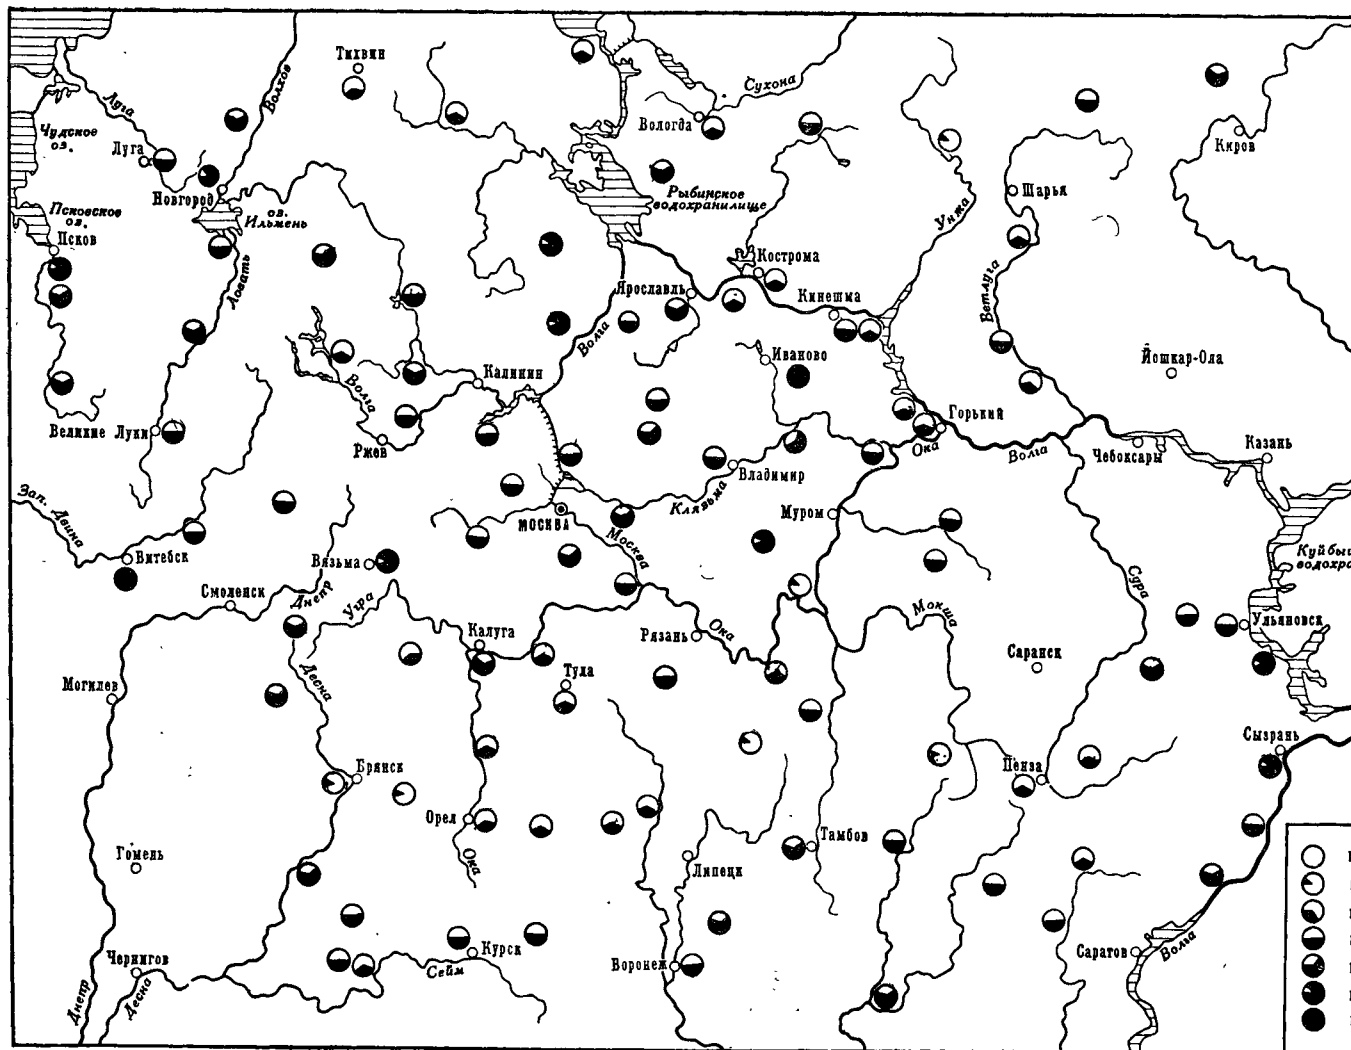 Тихвин
Волхов
Луга
Чудское
оз.
Луга
Новгород
оз.
Ильмень
Псковское
оз.
Псков
Ловать
Вологда
Сухона
Рыбинское
водохранилище
Кострома
Ярославль
Кинешма
Унжа
Шарья
Киров
Ветлуга
Йошкар-Ола
Волга
Иваново
Калинин
Волга
Ржев
Великие Луки
Горький
Ока
Волга
Чебоксары
Казань
Владимир
Клязьма
Зап. Двина
Витебск
Москва
Москва
Муром
Вязьма
Смоленск
Днепр
Угра
Куйбыш
водохра
Сура
Мокша
Ульяновск
Калуга
Рязань
Ока
Саранск
Тула
Десна
Могилев
Сызрань
Брянск
Пенза
Орел
Тамбов
Ока
Липецк
Гомень
Чернигов
Десна
Днепр
Курск
Сейм
Воронеж
Саратов
Волга